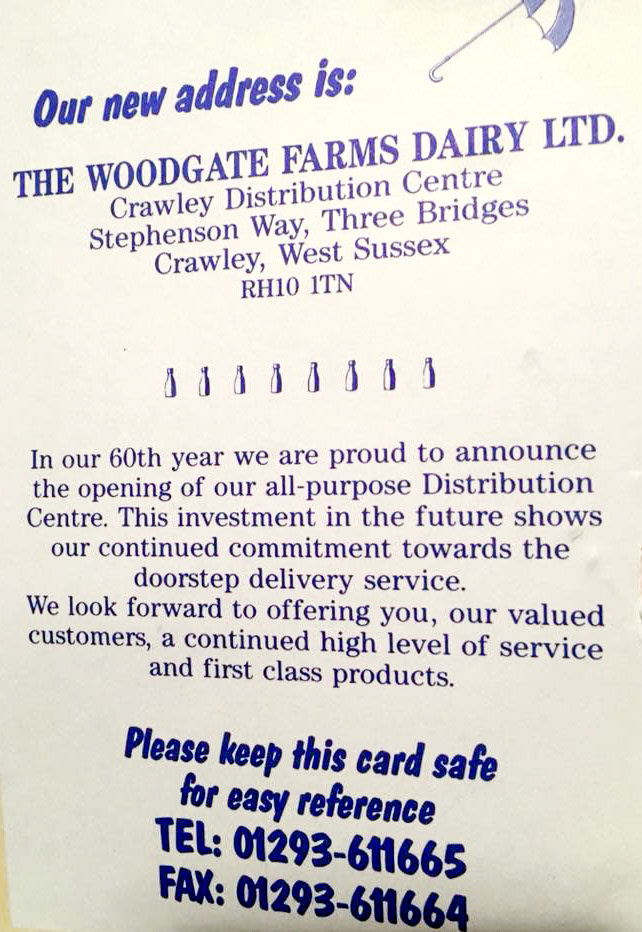 Our new address is:
THE WOODGATE FARMS DAIRY LTD.
Crawley Distribution Centre
Stephenson Way, Three Bridges
Crawley, West Sussex
RH10 1TN
In our 60th year we are proud to announce
the opening of our all-purpose Distribution
Centre. This investment in the future shows
our continued commitment towards the
doorstep delivery service.
We look forward to offering you, our valued
customers, a continued high level of service
and first class products.
Please keep this card safe
for easy reference
TEL: 01293-611665
FAX: 01293-611664